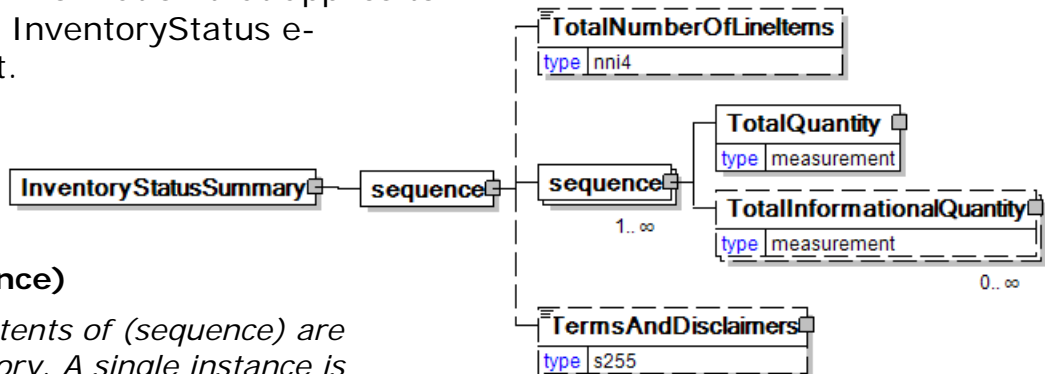 InventoryStatus e-
t.
TotalNumberOfLineItems
type nni4
TotalQuantity
type measurement
InventoryStatusSummary
sequence
sequence
1.. ∞
TotalInformationalQuantity
type measurement
0.. ∞
nce)
tents of (sequence) are
ory. A single instance is
TermsAndDisclaimers
type s255